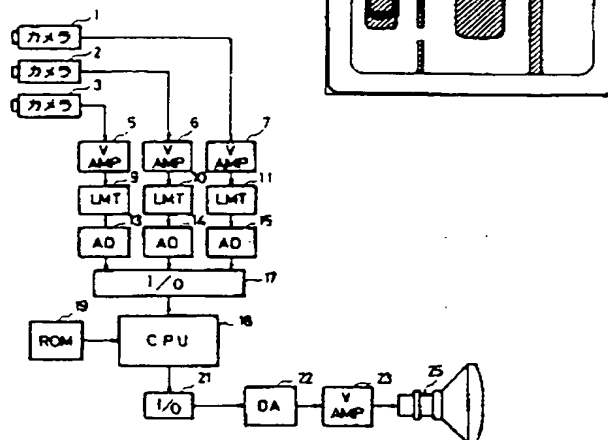 1
カメラ
2
カメラ
3
カメラ
5
6
7
V AMP
V AMP
V AMP
9
10
11
LMT
LMT
LMT
13
14
15
AD
AD
AD
I/O
17
19
18
ROM
CPU
21
22
23
25
I/O
DA
V AMP